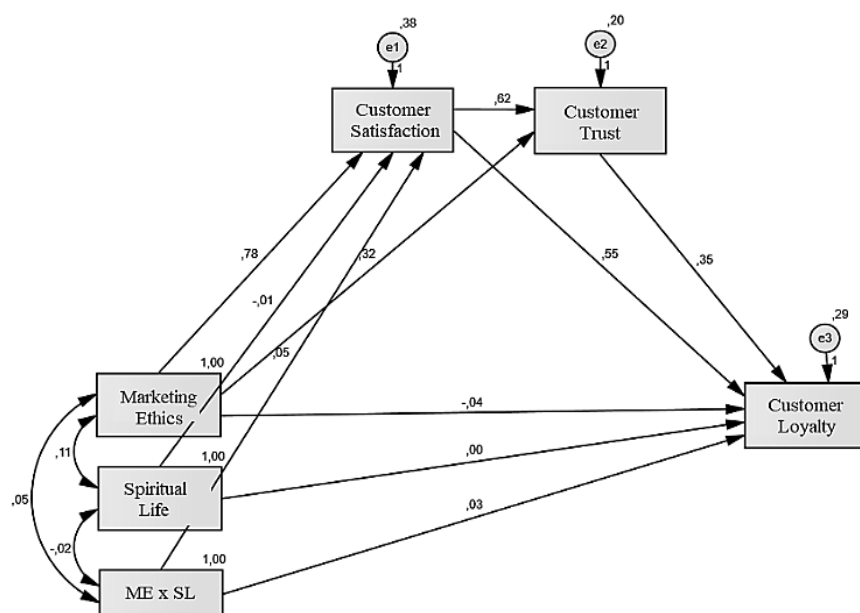 ,38
,20
e1
e2
1
1
Customer
Satisfaction
,62
Customer
Trust
,78
,32
,55
,35
-,01
,29
e3
1
1,00
,05
Marketing
Ethics
-,04
Customer
Loyalty
,11
1,00
,00
,05
Spiritual
Life
,03
-,02
1,00
ME x SL